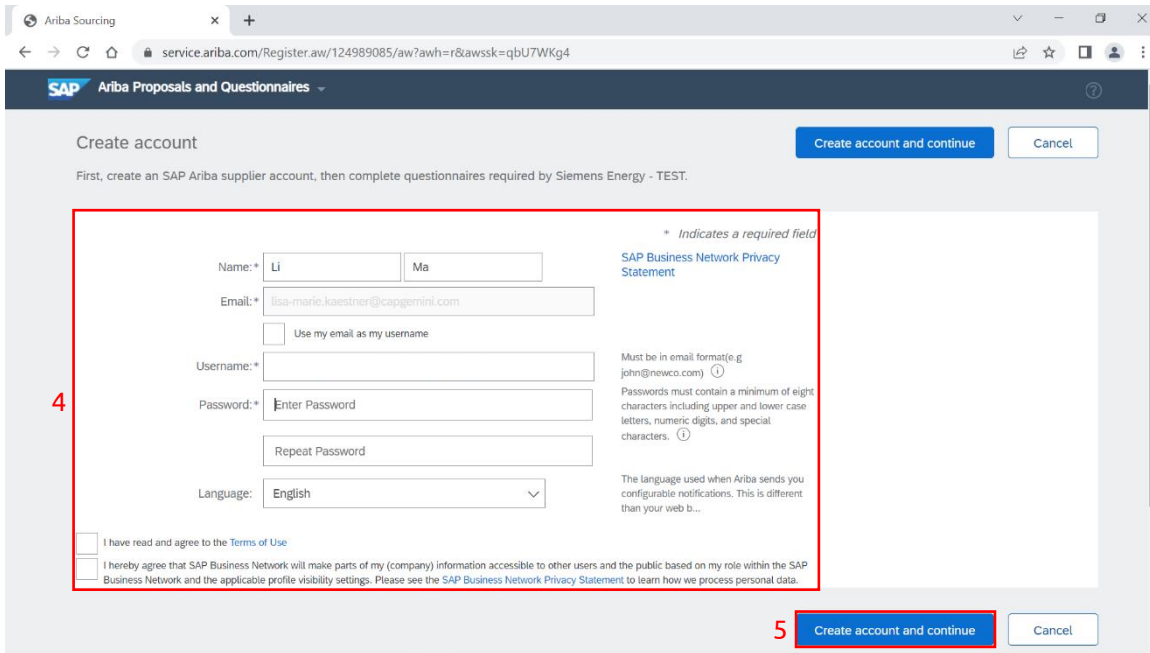 Ariba Sourcing
service.ariba.com/Register.aw/124989085/aw?awh=r&awssk=qbU7WKg4
SAP Ariba Proposals and Questionnaires
Create account
Create account and continue
Cancel
First, create an SAP Ariba supplier account, then complete questionnaires required by Siemens Energy - TEST.
* Indicates a required field
Name:* Li Ma
SAP Business Network Privacy
Statement
Email:* lisa-marie.kaestner@capgemini.com
Use my email as my username
Username:*
Must be in email format(e.g
john@newco.com)
4
Password:* Enter Password
Passwords must contain a minimum of eight
characters including upper and lower case
letters, numeric digits, and special
characters.
Repeat Password
Language: English
The language used when Ariba sends you
configurable notifications. This is different
than your web b...
I have read and agree to the Terms of Use
I hereby agree that SAP Business Network will make parts of my (company) information accessible to other users and the public based on my role within the SAP
Business Network and the applicable profile visibility settings. Please see the SAP Business Network Privacy Statement to learn how we process personal data.
5
Create account and continue
Cancel